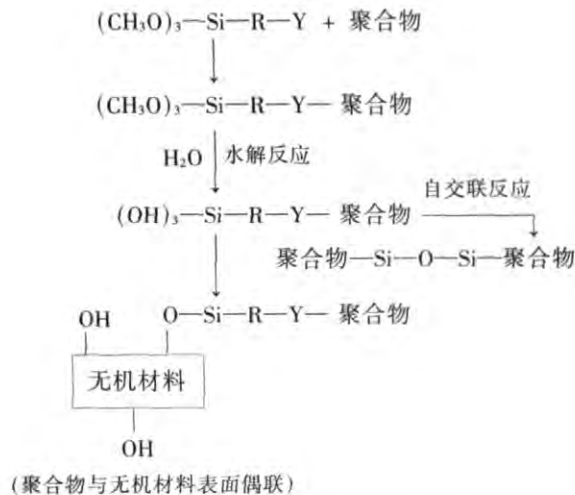 (CH₃O)₃—Si—R—Y + 聚合物
(CH₃O)₃—Si—R—Y— 聚合物
H₂O 水解反应
(OH)₃—Si—R—Y— 聚合物
自交联反应
聚合物—Si—O—Si—聚合物
OH O—Si—R—Y— 聚合物
无机材料
OH
(聚合物与无机材料表面偶联)